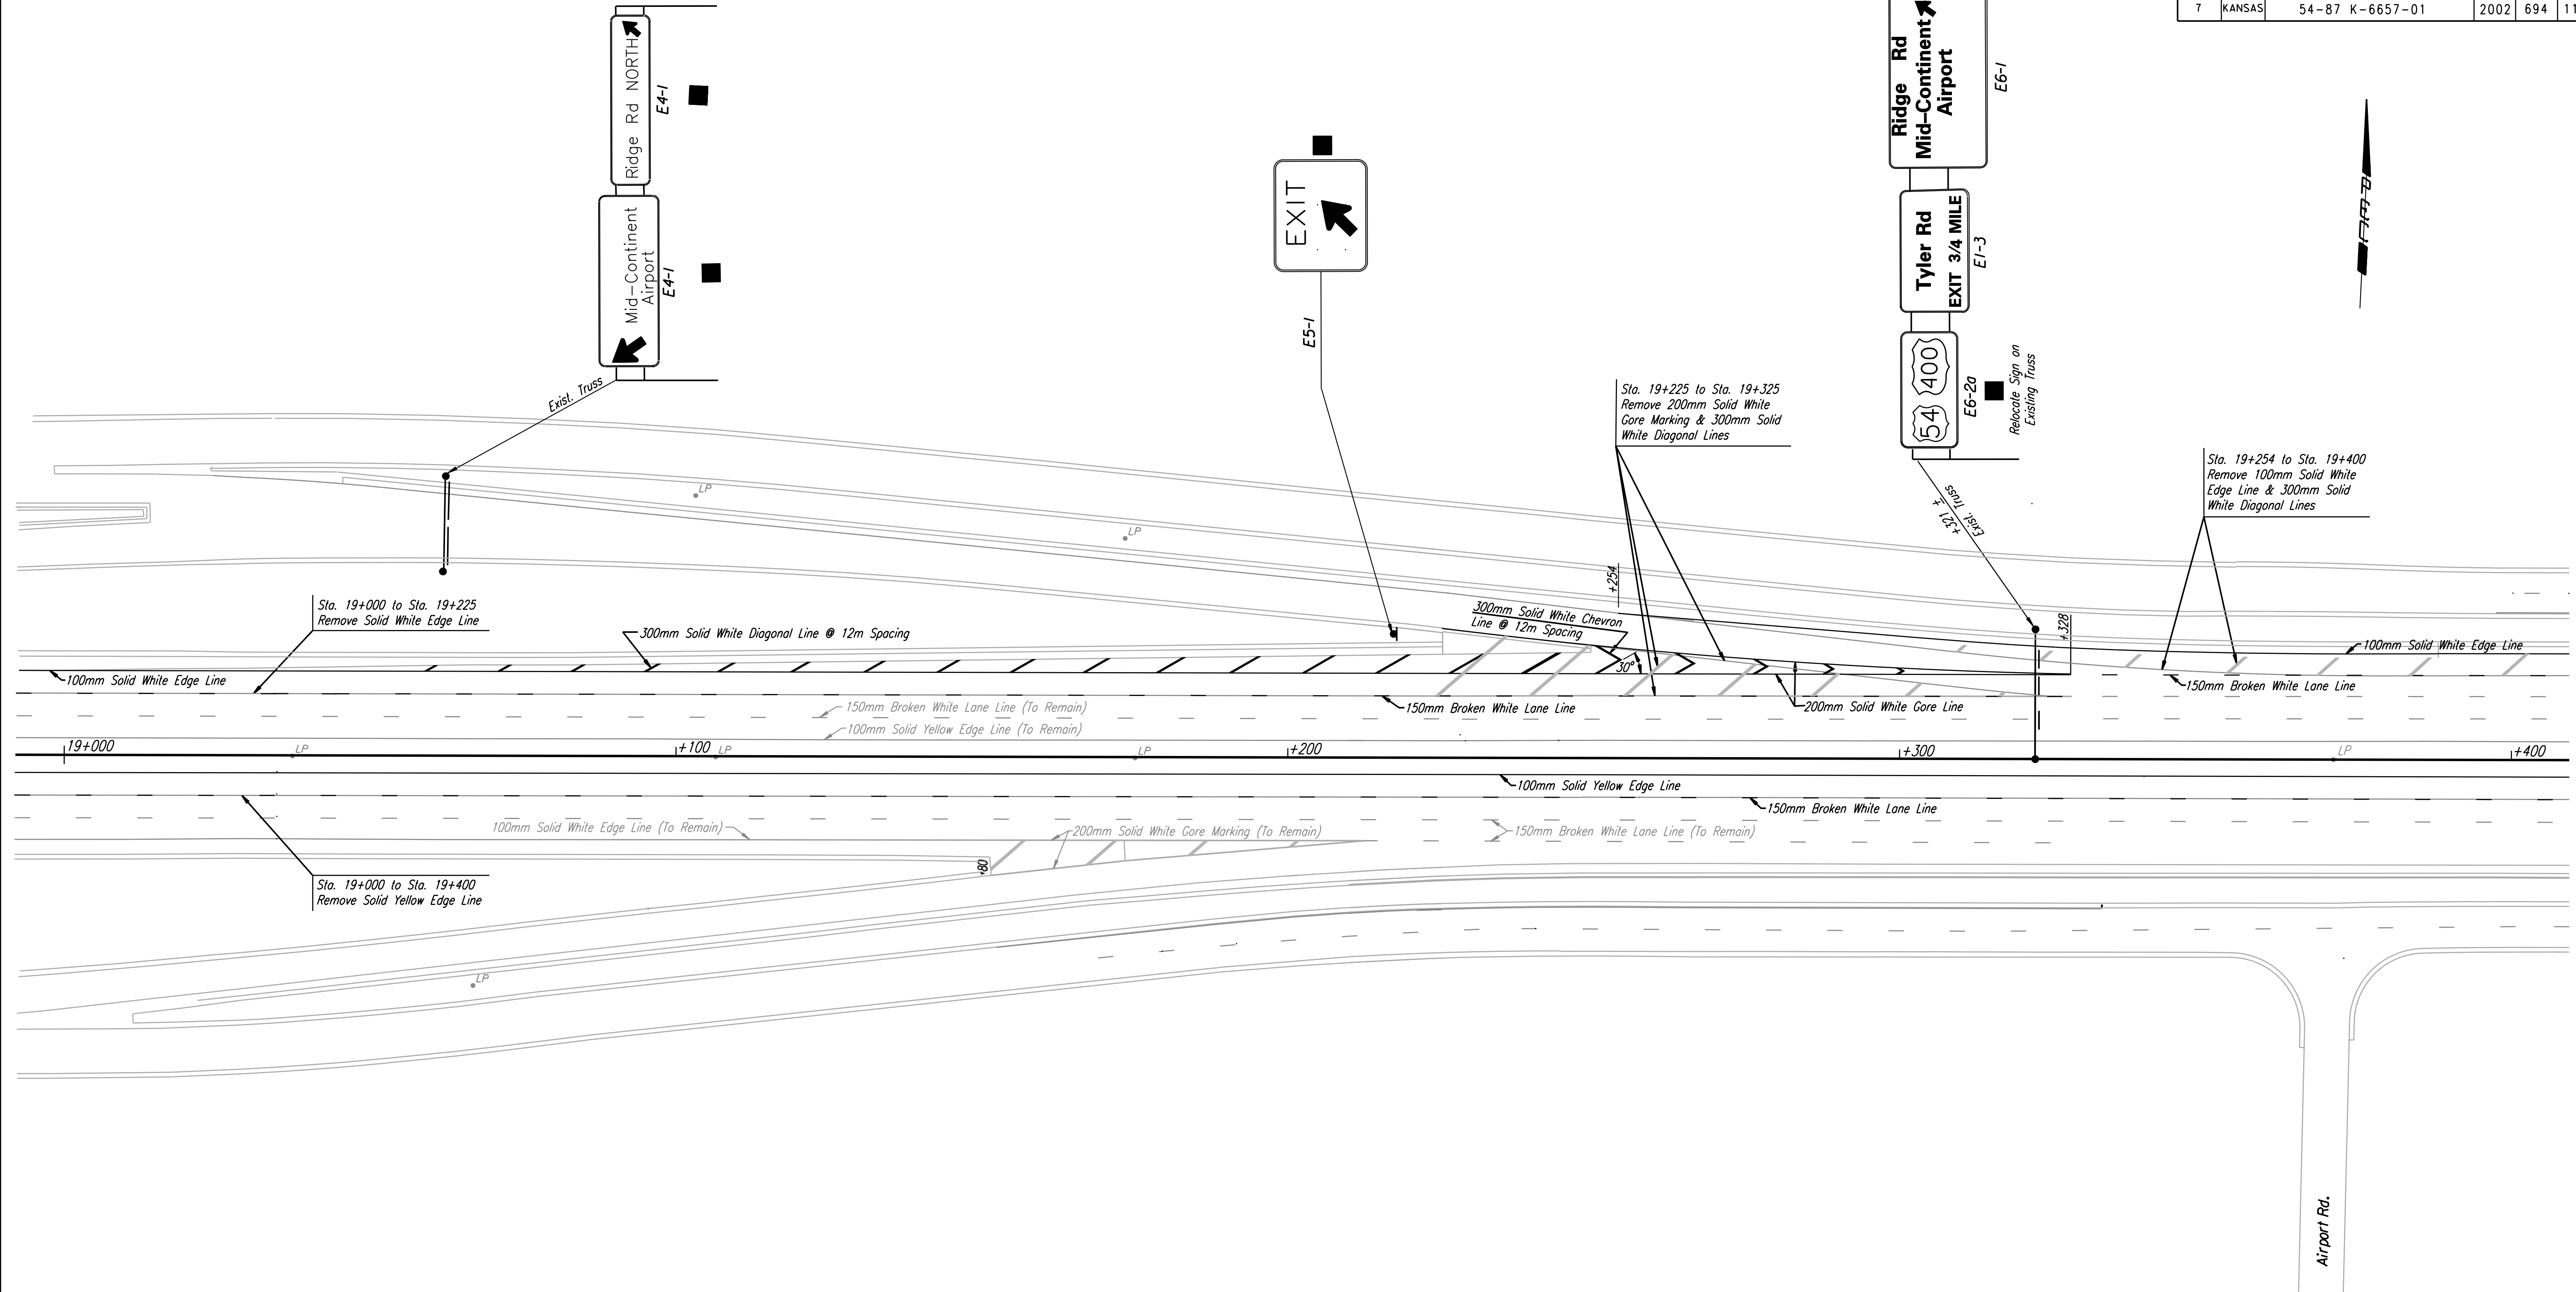 7 KANSAS 54-87 K-6657-01 2002 694
Ridge Rd NORTH
E4-1
Mid-Continent
Airport
E4-1
Exist. Truss
EXIT
E5-1
Ridge Rd
Mid-Continent
Airport
E6-1
Tyler Rd
EXIT 3/4 MILE
E1-3
54 400
E6-2a
Relocate Sign on
Existing Truss
Exist. Truss
+321 ±
Sta. 19+225 to Sta. 19+325
Remove 200mm Solid White
Gore Marking & 300mm Solid
White Diagonal Lines
Sta. 19+254 to Sta. 19+400
Remove 100mm Solid White
Edge Line & 300mm Solid
White Diagonal Lines
LP
LP
+254
Sta. 19+000 to Sta. 19+225
Remove Solid White Edge Line
300mm Solid White Diagonal Line @ 12m Spacing
300mm Solid White Chevron
Line @ 12m Spacing
+328
30°
100mm Solid White Edge Line
100mm Solid White Edge Line
150mm Broken White Lane Line
150mm Broken White Lane Line (To Remain)
150mm Broken White Lane Line
200mm Solid White Gore Line
100mm Solid Yellow Edge Line (To Remain)
19+000
LP
+100
LP
LP
+200
+300
LP
+400
100mm Solid Yellow Edge Line
150mm Broken White Lane Line
100mm Solid White Edge Line (To Remain)
200mm Solid White Gore Marking (To Remain)
150mm Broken White Lane Line (To Remain)
+80
Sta. 19+000 to Sta. 19+400
Remove Solid Yellow Edge Line
LP
Airport Rd.